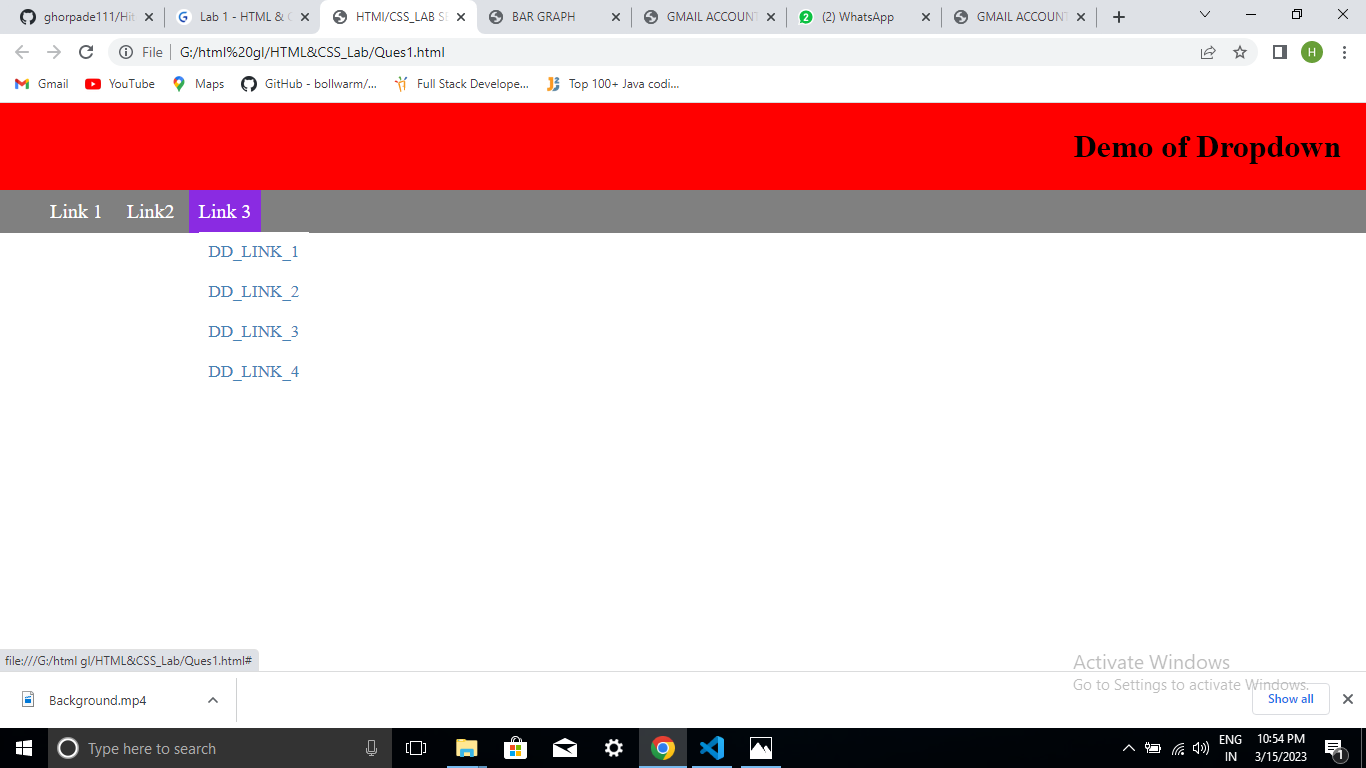 ghorpade111/Hit
Lab 1 - HTML & C
HTMl/CSS_LAB SE
BAR GRAPH
GMAIL ACCOUNT
(2) WhatsApp
GMAIL ACCOUNT
File
G:/html%20gl/HTML&CSS_Lab/Ques1.html
H
Gmail
YouTube
Maps
GitHub - bollwarm/...
Full Stack Develope...
Top 100+ Java codi...
Demo of Dropdown
Link 1 Link2 Link 3
DD_LINK_1
DD_LINK_2
DD_LINK_3
DD_LINK_4
file:///G:/html gl/HTML&CSS_Lab/Ques1.html#
Activate Windows
Go to Settings to activate Windows.
Background.mp4
Show all
Type here to search
ENG
IN
10:54 PM
3/15/2023
1